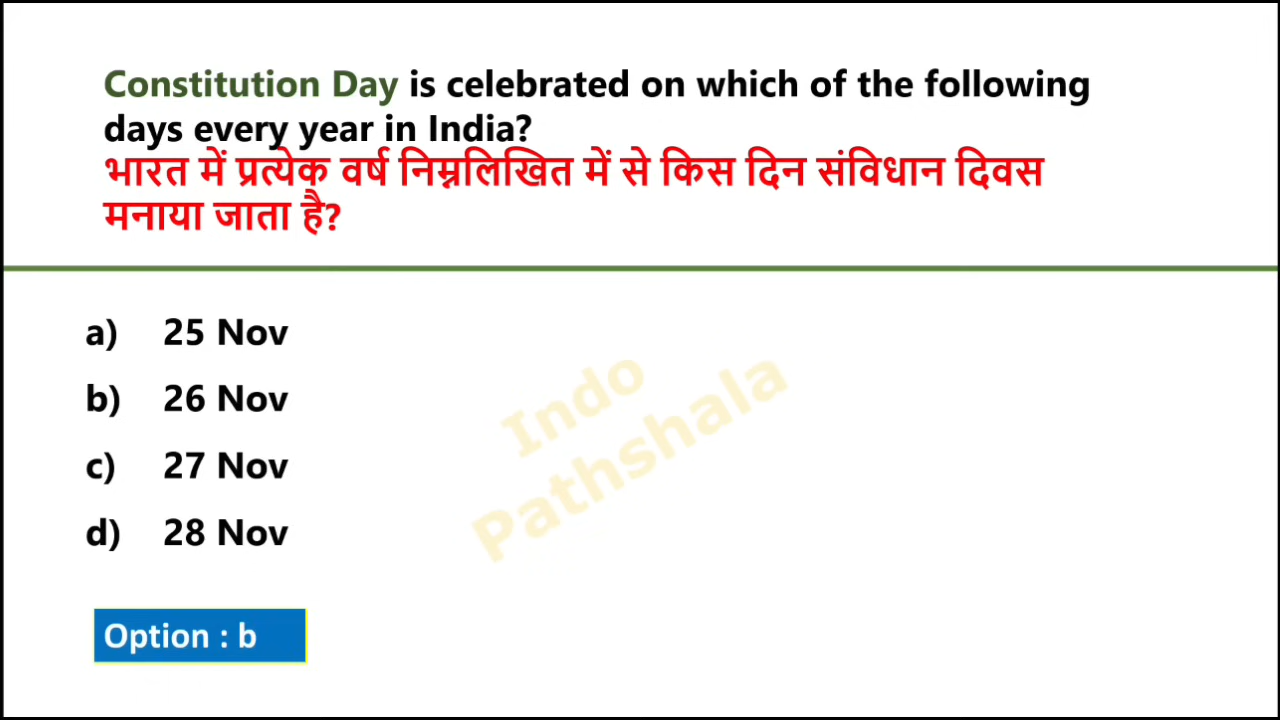 Constitution Day is celebrated on which of the following
days every year in India?
भारत में प्रत्येक वर्ष निम्नलिखित में से किस दिन संविधान दिवस
मनाया जाता है?
a) 25 Nov
b) 26 Nov
c) 27 Nov
d) 28 Nov
Indo
Pathshala
Option : b